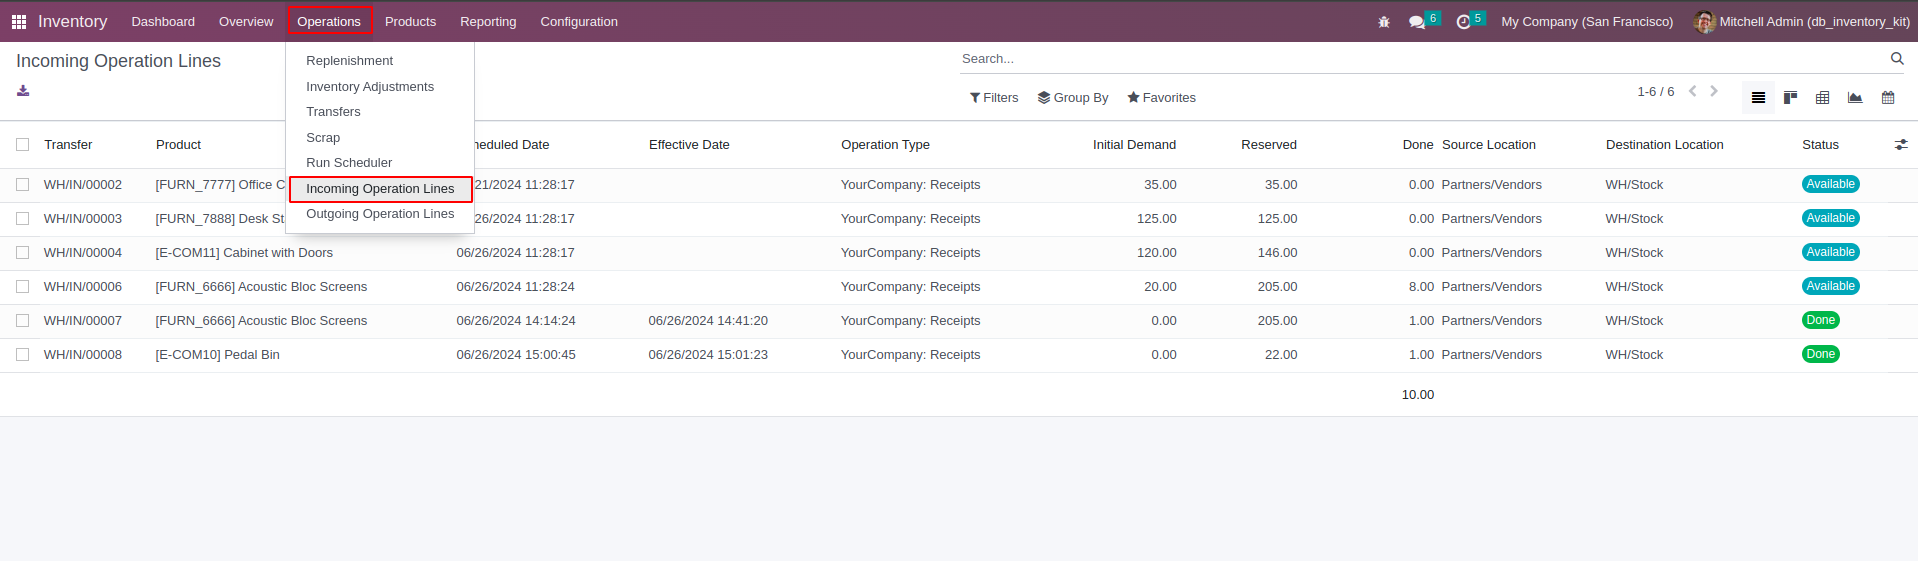 Inventory Dashboard Overview Operations Products Reporting Configuration 6 5 My Company (San Francisco) Mitchell Admin (db_inventory_kit)
Incoming Operation Lines
Search...
Filters Group By Favorites
1-6 / 6
Replenishment
Inventory Adjustments
Transfers
Scrap
Run Scheduler
Incoming Operation Lines
Outgoing Operation Lines
Transfer Product heduled Date Effective Date Operation Type Initial Demand Reserved Done Source Location Destination Location Status
WH/IN/00002 [FURN_7777] Office C 21/2024 11:28:17 YourCompany: Receipts 35.00 35.00 0.00 Partners/Vendors WH/Stock Available
WH/IN/00003 [FURN_7888] Desk St 26/2024 11:28:17 YourCompany: Receipts 125.00 125.00 0.00 Partners/Vendors WH/Stock Available
WH/IN/00004 [E-COM11] Cabinet with Doors 06/26/2024 11:28:17 YourCompany: Receipts 120.00 146.00 0.00 Partners/Vendors WH/Stock Available
WH/IN/00006 [FURN_6666] Acoustic Bloc Screens 06/26/2024 11:28:24 YourCompany: Receipts 20.00 205.00 8.00 Partners/Vendors WH/Stock Available
WH/IN/00007 [FURN_6666] Acoustic Bloc Screens 06/26/2024 14:14:24 06/26/2024 14:41:20 YourCompany: Receipts 0.00 205.00 1.00 Partners/Vendors WH/Stock Done
WH/IN/00008 [E-COM10] Pedal Bin 06/26/2024 15:00:45 06/26/2024 15:01:23 YourCompany: Receipts 0.00 22.00 1.00 Partners/Vendors WH/Stock Done
10.00